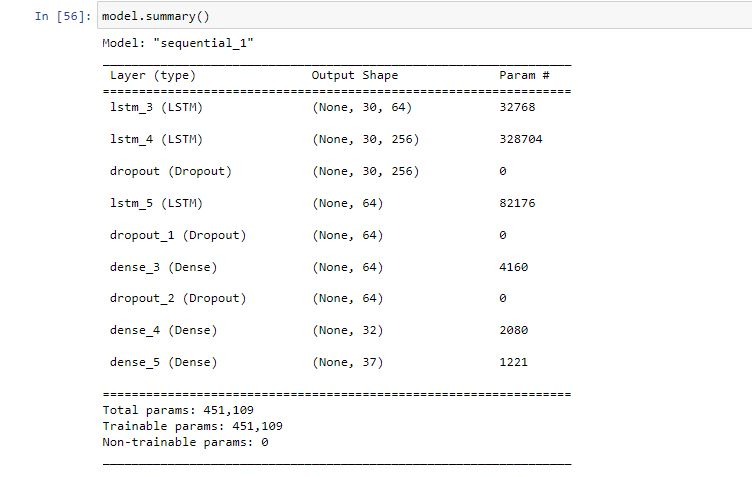 In [56]: model.summary()
Model: "sequential_1"
_________________________________________________________________
Layer (type) Output Shape Param #
=================================================================
lstm_3 (LSTM) (None, 30, 64) 32768
lstm_4 (LSTM) (None, 30, 256) 328704
dropout (Dropout) (None, 30, 256) 0
lstm_5 (LSTM) (None, 64) 82176
dropout_1 (Dropout) (None, 64) 0
dense_3 (Dense) (None, 64) 4160
dropout_2 (Dropout) (None, 64) 0
dense_4 (Dense) (None, 32) 2080
dense_5 (Dense) (None, 37) 1221
=================================================================
Total params: 451,109
Trainable params: 451,109
Non-trainable params: 0
_________________________________________________________________